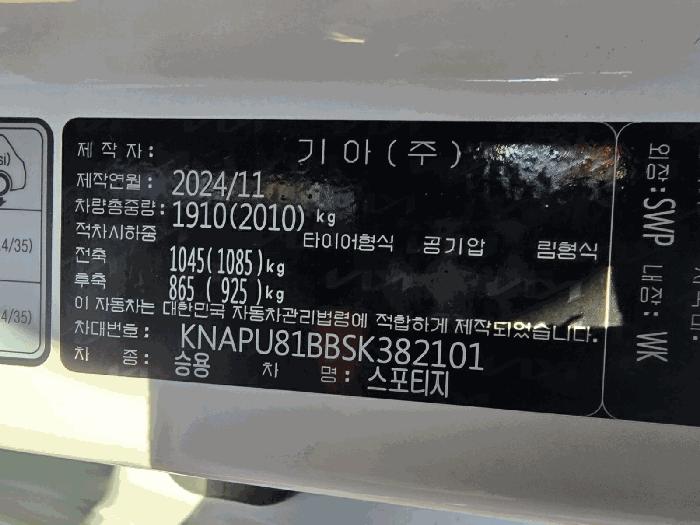 제 작 자 : 기 아 ( 주 )
제작연월 : 2024/11
차량총중량 : 1910(2010) kg
적차시하중 타이어형식 공기압 림형식
전축 1045(1085)kg
후축 865 ( 925)kg
이 자동차는 대한민국 자동차관리법령에 적합하게 제작되었습니다.
차대번호 : KNAPU81BBSK382101
차 종 : 승용 차 명 : 스포티지
외장:SWP 내장: WK
si)
4/35)
4/35)